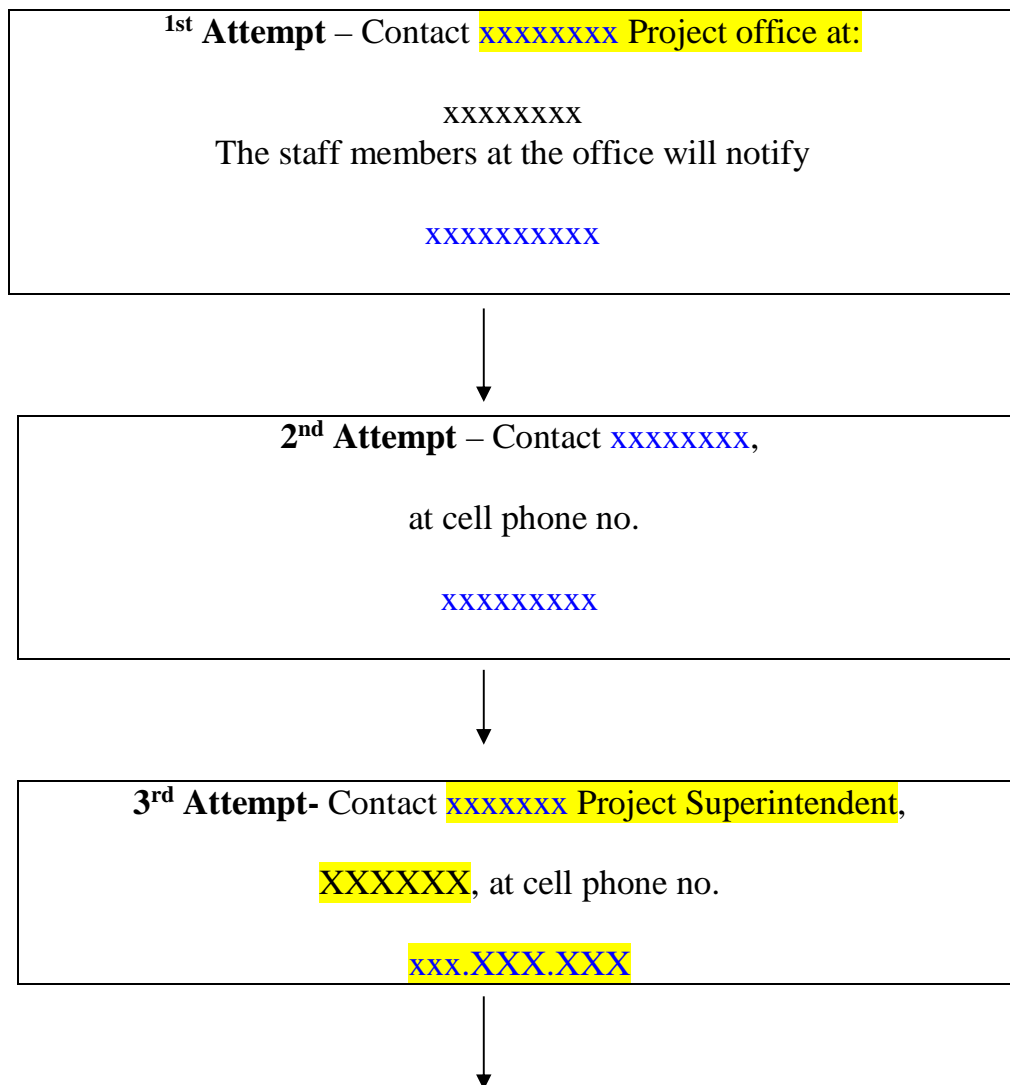 1st Attempt – Contact xxxxxxxx Project office at:
xxxxxxxx
The staff members at the office will notify
xxxxxxxxxx
2nd Attempt – Contact xxxxxxxx,
at cell phone no.
xxxxxxxxx
3rd Attempt- Contact xxxxxxx Project Superintendent,
XXXXXX, at cell phone no.
xxx.XXX.XXX